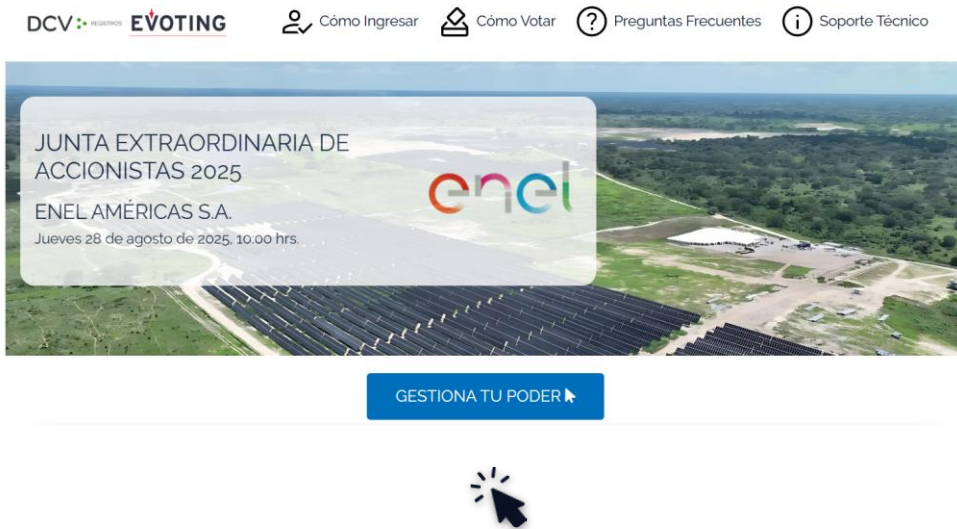 DCV REGISTROS EVOTING Cómo Ingresar Cómo Votar ? Preguntas Frecuentes i Soporte Técnico
JUNTA EXTRAORDINARIA DE
ACCIONISTAS 2025
enel
ENEL AMÉRICAS S.A.
Jueves 28 de agosto de 2025, 10:00 hrs.
GESTIONA TU PODER